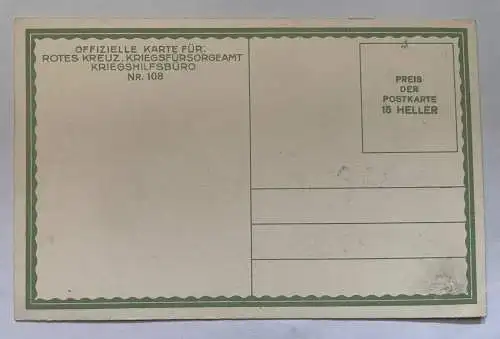 OFFIZIELLE KARTE FÜR:
ROTES KREUZ, KRIEGSFÜRSORGEAMT
KRIEGSHILFSBÜRO
NR. 108
PREIS
DER
POSTKARTE
18 HELLER